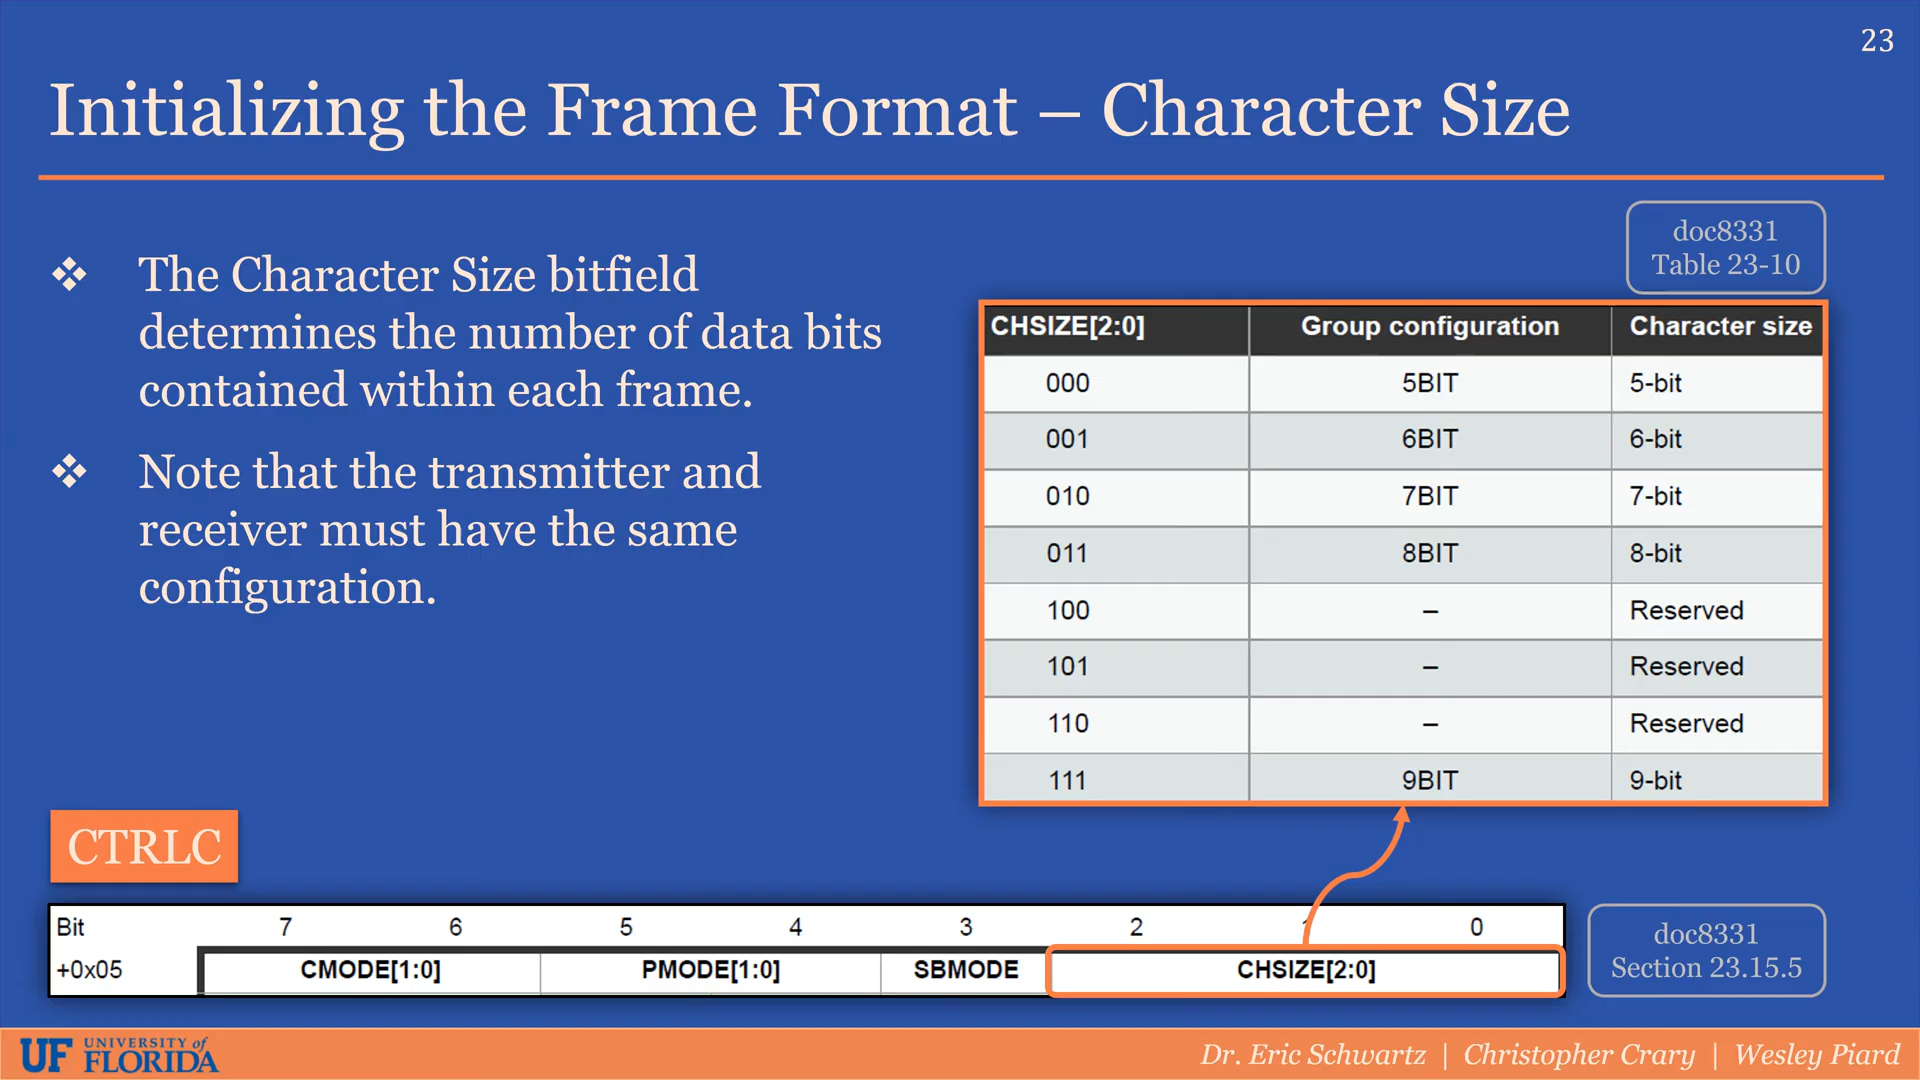 23
Initializing the Frame Format – Character Size
doc8331
Table 23-10
❖ The Character Size bitfield
determines the number of data bits
contained within each frame.
❖ Note that the transmitter and
receiver must have the same
configuration.
CHSIZE[2:0] Group configuration Character size
000 5BIT 5-bit
001 6BIT 6-bit
010 7BIT 7-bit
011 8BIT 8-bit
100 – Reserved
101 – Reserved
110 – Reserved
111 9BIT 9-bit
CTRLC
Bit 7 6 5 4 3 2 1 0
+0x05 CMODE[1:0] PMODE[1:0] SBMODE CHSIZE[2:0]
doc8331
Section 23.15.5
UF UNIVERSITY of
FLORIDA
Dr. Eric Schwartz | Christopher Crary | Wesley Piard